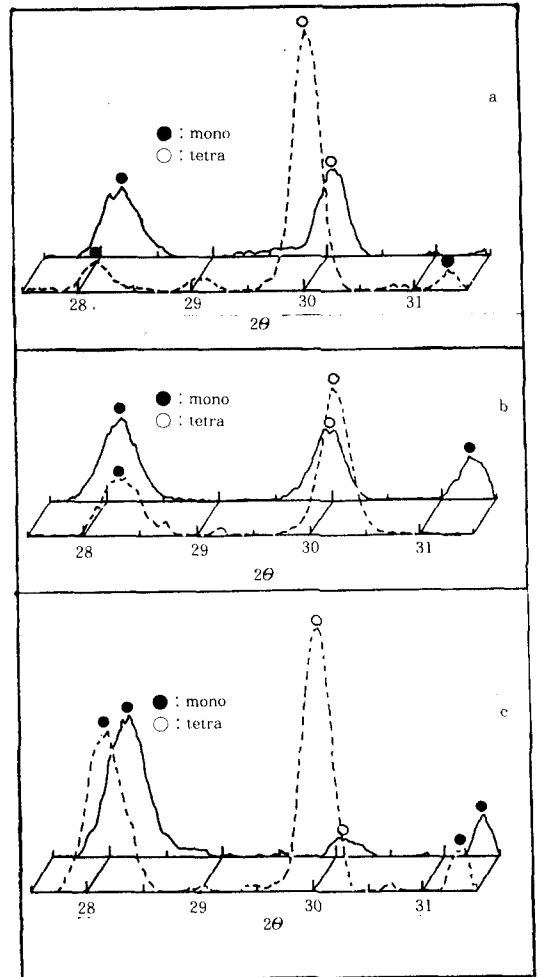 a
● : mono
○ : tetra
28 29 30 31
2θ
b
● : mono
○ : tetra
28 29 30 31
2θ
c
● : mono
○ : tetra
28 29 30 31
2θ